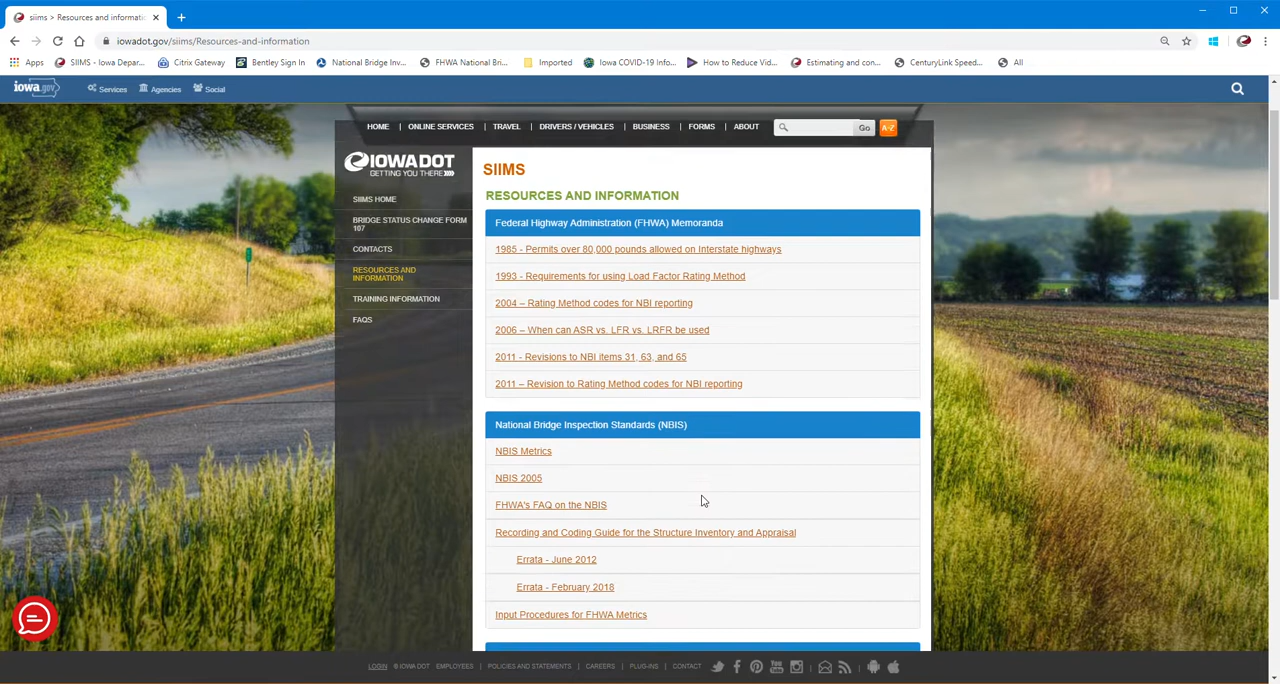 siims > Resources and informatic
iowadot.gov/siims/Resources-and-information
Apps SIIMS - Iowa Depar... Citrix Gateway Bentley Sign In National Bridge Inv... FHWA National Bri... Imported Iowa COVID-19 Info... How to Reduce Vid... Estimating and con... CenturyLink Speed... All
iowa.gov Services Agencies Social
HOME | ONLINE SERVICES | TRAVEL | DRIVERS / VEHICLES | BUSINESS | FORMS | ABOUT Go A-Z
IOWADOT
GETTING YOU THERE
SIIMS HOME
BRIDGE STATUS CHANGE FORM
107
CONTACTS
RESOURCES AND
INFORMATION
TRAINING INFORMATION
FAQS
SIIMS
RESOURCES AND INFORMATION
Federal Highway Administration (FHWA) Memoranda
1985 - Permits over 80,000 pounds allowed on Interstate highways
1993 - Requirements for using Load Factor Rating Method
2004 – Rating Method codes for NBI reporting
2006 – When can ASR vs. LFR vs. LRFR be used
2011 - Revisions to NBI items 31, 63, and 65
2011 – Revision to Rating Method codes for NBI reporting
National Bridge Inspection Standards (NBIS)
NBIS Metrics
NBIS 2005
FHWA's FAQ on the NBIS
Recording and Coding Guide for the Structure Inventory and Appraisal
Errata - June 2012
Errata - February 2018
Input Procedures for FHWA Metrics
LOGIN © IOWA DOT EMPLOYEES | POLICIES AND STATEMENTS | CAREERS | PLUG-INS | CONTACT